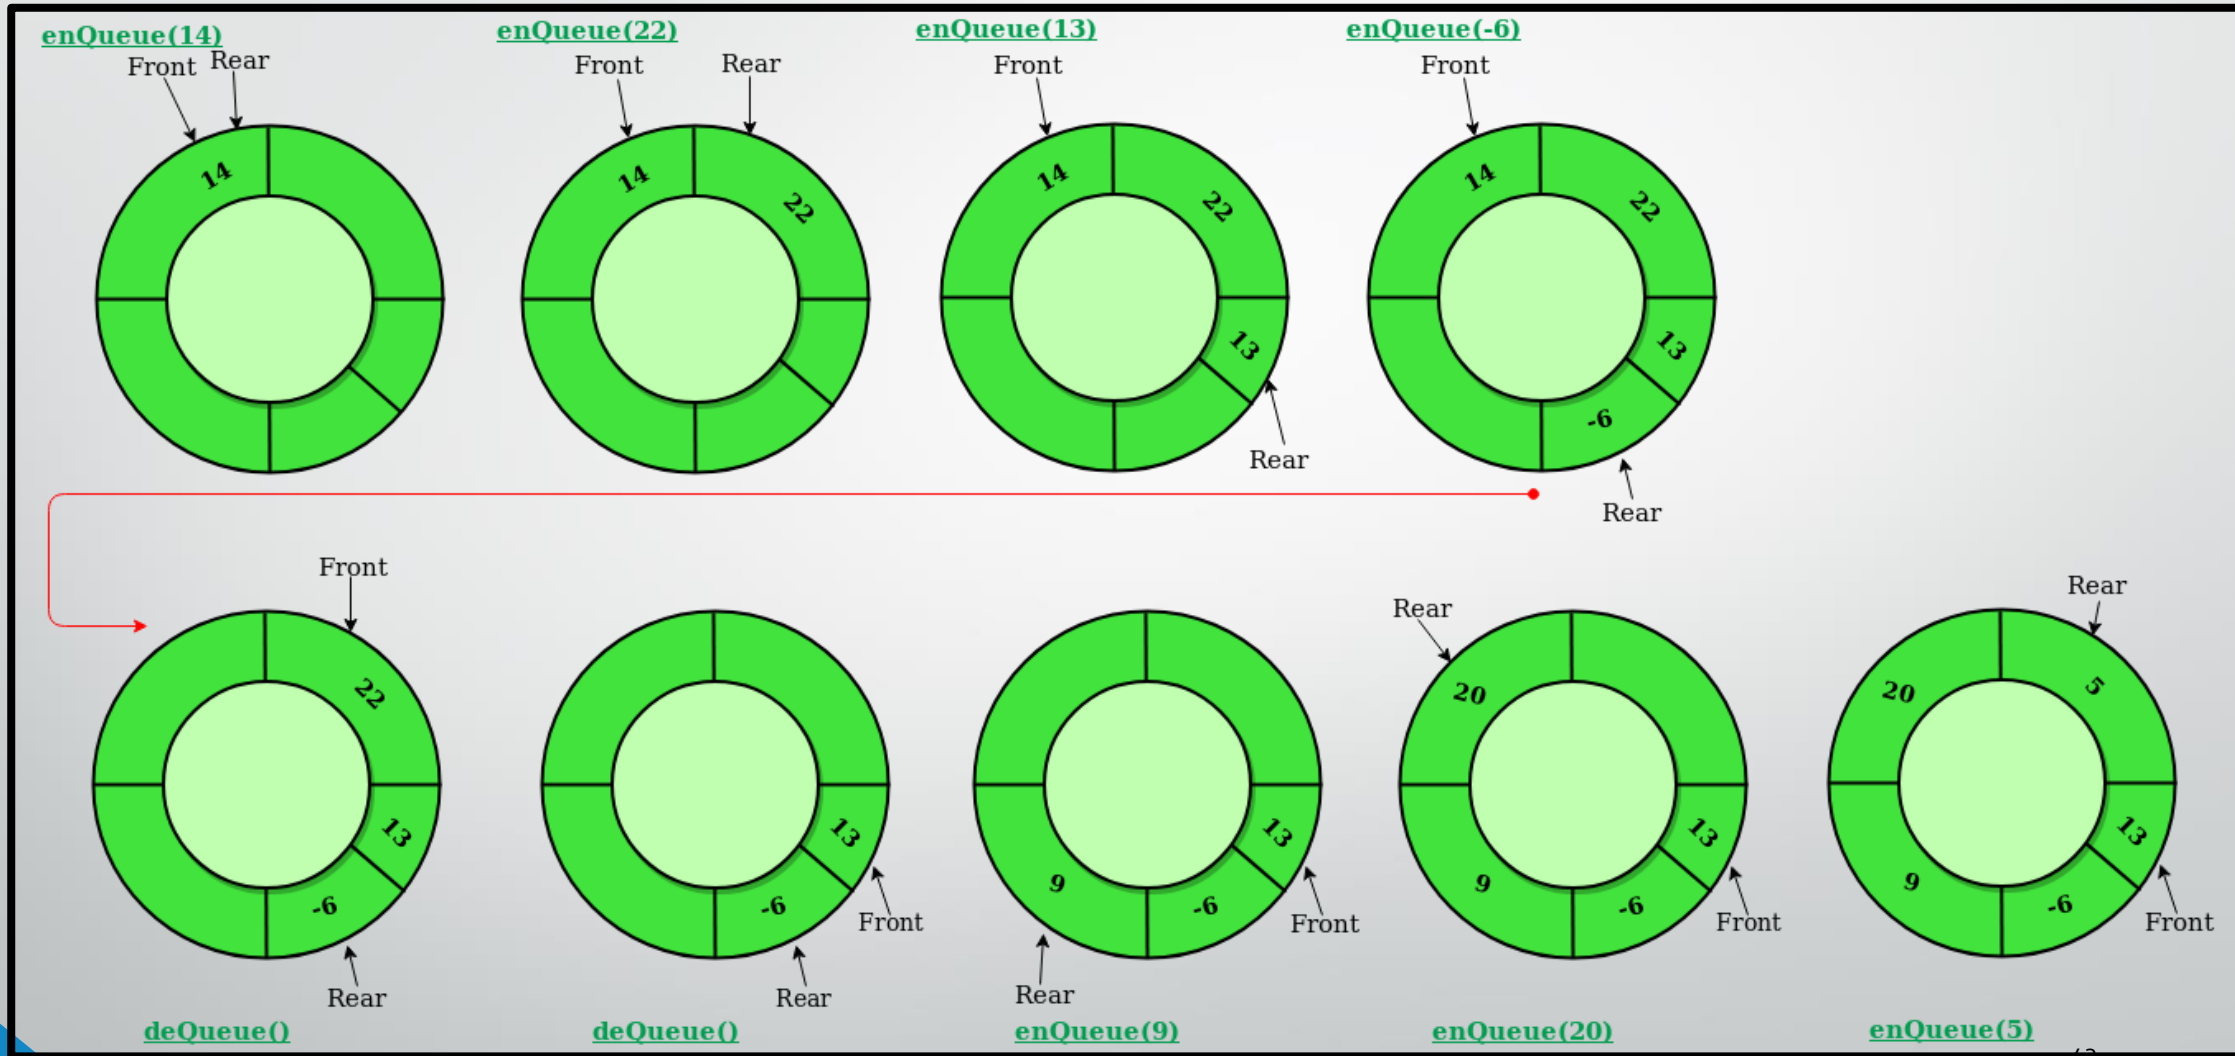 enQueue(14)
enQueue(22)
enQueue(13)
enQueue(-6)
Front Rear
14
Front Rear
14 22
Front
14 22
13
Rear
Front
14 22
13
-6
Rear
Front
22
13
-6
Rear
deQueue()
13
-6
Front
Rear
deQueue()
13
9 -6
Front
Rear
enQueue(9)
Rear
20
13
9 -6
Front
enQueue(20)
Rear
20 5
13
9 -6
Front
enQueue(5)